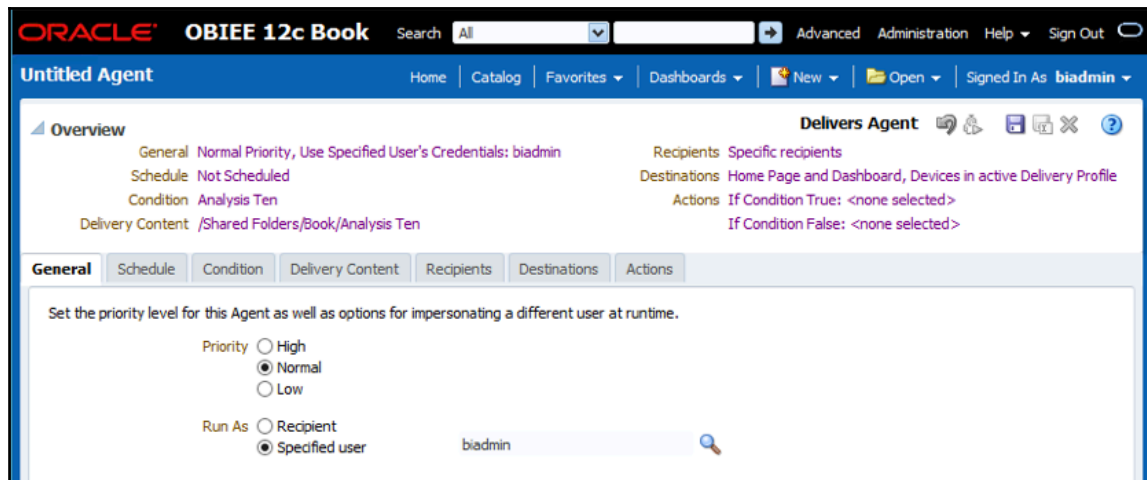 ORACLE® OBIEE 12c Book Search All Advanced Administration Help Sign Out
Untitled Agent Home Catalog Favorites Dashboards New Open Signed In As biadmin
Overview Delivers Agent
General Normal Priority, Use Specified User's Credentials: biadmin Recipients Specific recipients
Schedule Not Scheduled Destinations Home Page and Dashboard, Devices in active Delivery Profile
Condition Analysis Ten Actions If Condition True: <none selected>
Delivery Content /Shared Folders/Book/Analysis Ten If Condition False: <none selected>
General Schedule Condition Delivery Content Recipients Destinations Actions
Set the priority level for this Agent as well as options for impersonating a different user at runtime.
Priority High
Normal
Low
Run As Recipient
Specified user biadmin